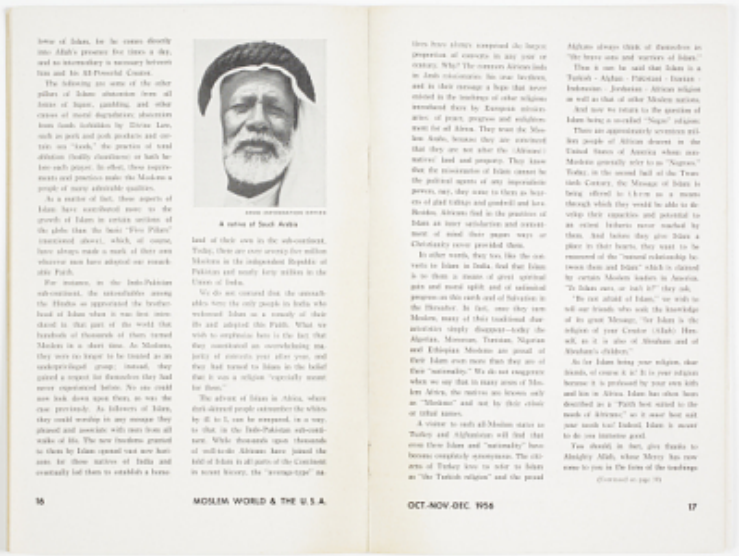 lower of Islam, for he comes directly
into Allah's presence five times a day,
and no intermediary is necessary between
him and his All-Powerful Creator.
The following are some of the other
pillars of Islam: abstention from all
forms of liquor, gambling, and other
causes of moral degradation; abstention
from foods forbidden by Divine Law,
such as pork and pork products and cer-
tain sea "foods," the practice of total
ablution (bodily cleanliness) or bath be-
fore each prayer. In effect, these require-
ments and practices make the Moslem a
people of many admirable qualities.
As a matter of fact, these aspects of
Islam have contributed more to the
growth of Islam in certain sections of
the globe than the basic "Five Pillars"
(mentioned above), which, of course,
have always made a mark of their own
wherever men have adopted our remark-
able Faith.
For instance, in the Indo-Pakistan
sub-continent, the untouchables among
the Hindus so appreciated the brother-
hood of Islam when it was first intro-
duced in that part of the world that
hundreds of thousands of them turned
Moslem in a short time. As Moslems,
they were no longer to be treated as an
underprivileged group; instead, they
gained a respect for themselves they had
never experienced before. No one could
now look down upon them, as was the
case previously. As followers of Islam,
they could worship in any mosque they
pleased and associate with men from all
walks of life. The new freedoms granted
to them by Islam opened vast new hori-
zons for these natives of India and
eventually led them to establish a home-
A native of Saudi Arabia
land of their own in the sub-continent.
Today, there are over seventy-five million
Moslems in the independent Republic of
Pakistan and nearly forty million in the
Union of India.
We do not contend that the untouch-
ables were the only people in India who
welcomed Islam as a remedy of their
ills and adopted this Faith. What we
wish to emphasize here is the fact that
they constituted an overwhelming ma-
jority of converts year after year, and
they had turned to Islam in the belief
that it was a religion "especially meant
for them."
The advent of Islam in Africa, where
dark-skinned people outnumber the whites
by to 1, can be compared, in a way,
to that in the Indo-Pakistan sub-conti-
nent. While thousands upon thousands
of well-to-do Africans have joined the
fold of Islam in all parts of the Continent
in recent history, the "average-type" na-
16
MOSLEM WORLD & THE U.S.A.
tives have always composed the largest
proportion of converts in any year or
century. Why? The common African finds
in Arab missionaries his true brothers,
and in their message a hope that never
existed in the teachings of other religions
introduced them by European mission-
aries; of peace, progress and enlighten-
ment for all Africa. They trust the Mos-
lem Arabs, because they are convinced
that they are not after the (African)
natives' land and property. They know
that the missionaries of Islam cannot be
the political agents of any imperialistic
powers, nay, they come to them as bear-
ers of glad tidings and goodwill and love.
Besides, Africans find in the practices of
Islam an inner satisfaction and content-
ment of mind their pagan ways or
Christianity never provided them.
In other words, they too, like the con-
verts to Islam in India, find that Islam
is to them a means of great spiritual
gain and moral uplift and of unlimited
progress on this earth and of Salvation in
the Hereafter. In fact, once they turn
Moslem, many of their traditional char-
acteristics simply disappear—today the
Algerian, Moroccan, Tunisian, Nigerian
and Ethiopian Moslems are proud of
their Islam even more than they are of
their "nationality." We do not exaggerate
when we say that in many areas of Mos-
lem Africa, the natives are known only
as "Moslems" and not by their ethnic
or tribal names.
A visitor to such all-Moslem states as
Turkey and Afghanistan will find that
even there Islam and "nationality" have
become completely synonymous. The citi-
zens of Turkey love to refer to Islam
as "the Turkish religion" and the proud
Afghans always think of themselves as
"the brave sons and warriors of Islam."
Thus it can be said that Islam is a
Turkish - Afghan - Pakistani - Iranian -
Indonesian - Jordanian - African religion
as well as that of other Moslem nations.
And now we return to the question of
Islam being a so-called "Negro" religion:
There are approximately seventeen mil-
lion people of African descent in the
United States of America whom non-
Moslems generally refer to as "Negroes."
Today, in the second half of the Twen-
tieth Century, the Message of Islam is
being offered to them as a means
through which they would be able to de-
velop their capacities and potential to
an extent hitherto never reached by
them. And before they give Islam a
place in their hearts, they want to be
reassured of the "natural relationship be-
tween them and Islam" which is claimed
by certain Moslem leaders in America.
"Is Islam ours, or isn't it?" they ask.
"Be not afraid of Islam," we wish to
tell our friends who seek the knowledge
of its great Message, "for Islam is the
religion of your Creator (Allah) Him-
self, as it is also of Abraham and of
Abraham's children."
As for Islam being your religion, dear
friends, of course it is! It is your religion
because it is professed by your own kith
and kin in Africa. Islam has often been
described as a "Faith best suited to the
needs of Africans;" so it must best suit
your needs too! Indeed, Islam is meant
to do you immense good.
You should, in fact, give thanks to
Almighty Allah, whose Mercy has now
come to you in the form of the teachings
(Continued on page 39)
OCT.-NOV.-DEC. 1956
17